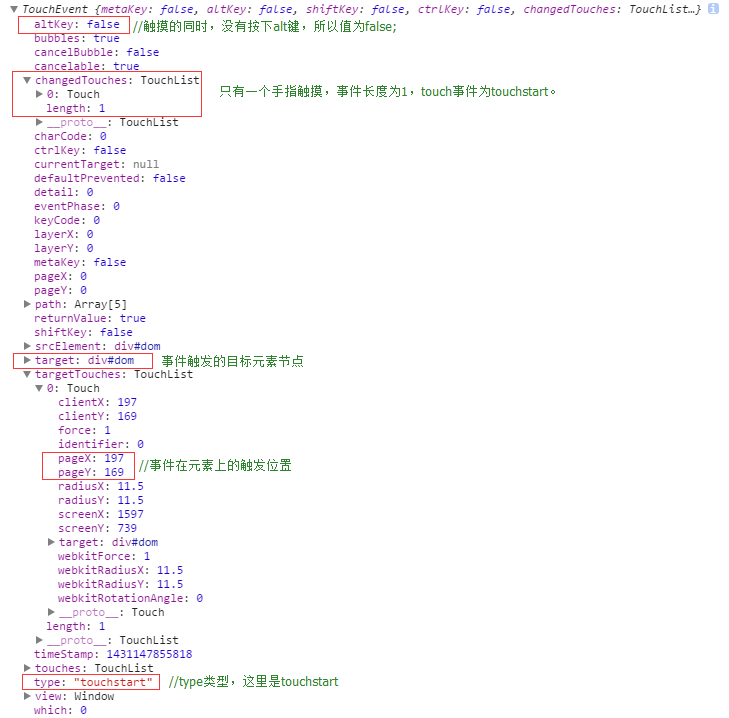 TouchEvent {metaKey: false, altKey: false, shiftKey: false, ctrlKey: false, changedTouches: TouchList…} i
altKey: false //触摸的同时，没有按下alt键，所以值为false;
bubbles: true
cancelBubble: false
cancelable: true
changedTouches: TouchList
0: Touch 只有一个手指触摸，事件长度为1，touch事件为touchstart。
length: 1
__proto__: TouchList
charCode: 0
ctrlKey: false
currentTarget: null
defaultPrevented: false
detail: 0
eventPhase: 0
keyCode: 0
layerX: 0
layerY: 0
metaKey: false
pageX: 0
pageY: 0
path: Array[5]
returnValue: true
shiftKey: false
srcElement: div#dom
target: div#dom 事件触发的目标元素节点
targetTouches: TouchList
0: Touch
clientX: 197
clientY: 169
force: 1
identifier: 0
pageX: 197
pageY: 169 //事件在元素上的触发位置
radiusX: 11.5
radiusY: 11.5
screenX: 1597
screenY: 739
target: div#dom
webkitForce: 1
webkitRadiusX: 11.5
webkitRadiusY: 11.5
webkitRotationAngle: 0
__proto__: Touch
length: 1
__proto__: TouchList
timeStamp: 1431147855818
touches: TouchList
type: "touchstart" //type类型，这里是touchstart
view: Window
which: 0